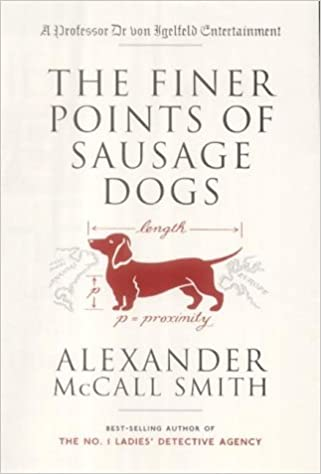 A Professor Dr von Igelfeld Entertainment
THE FINER
POINTS OF
SAUSAGE
DOGS
length
p
p = proximity
ALEXANDER
McCALL SMITH
BEST-SELLING AUTHOR OF
THE NO. 1 LADIES' DETECTIVE AGENCY